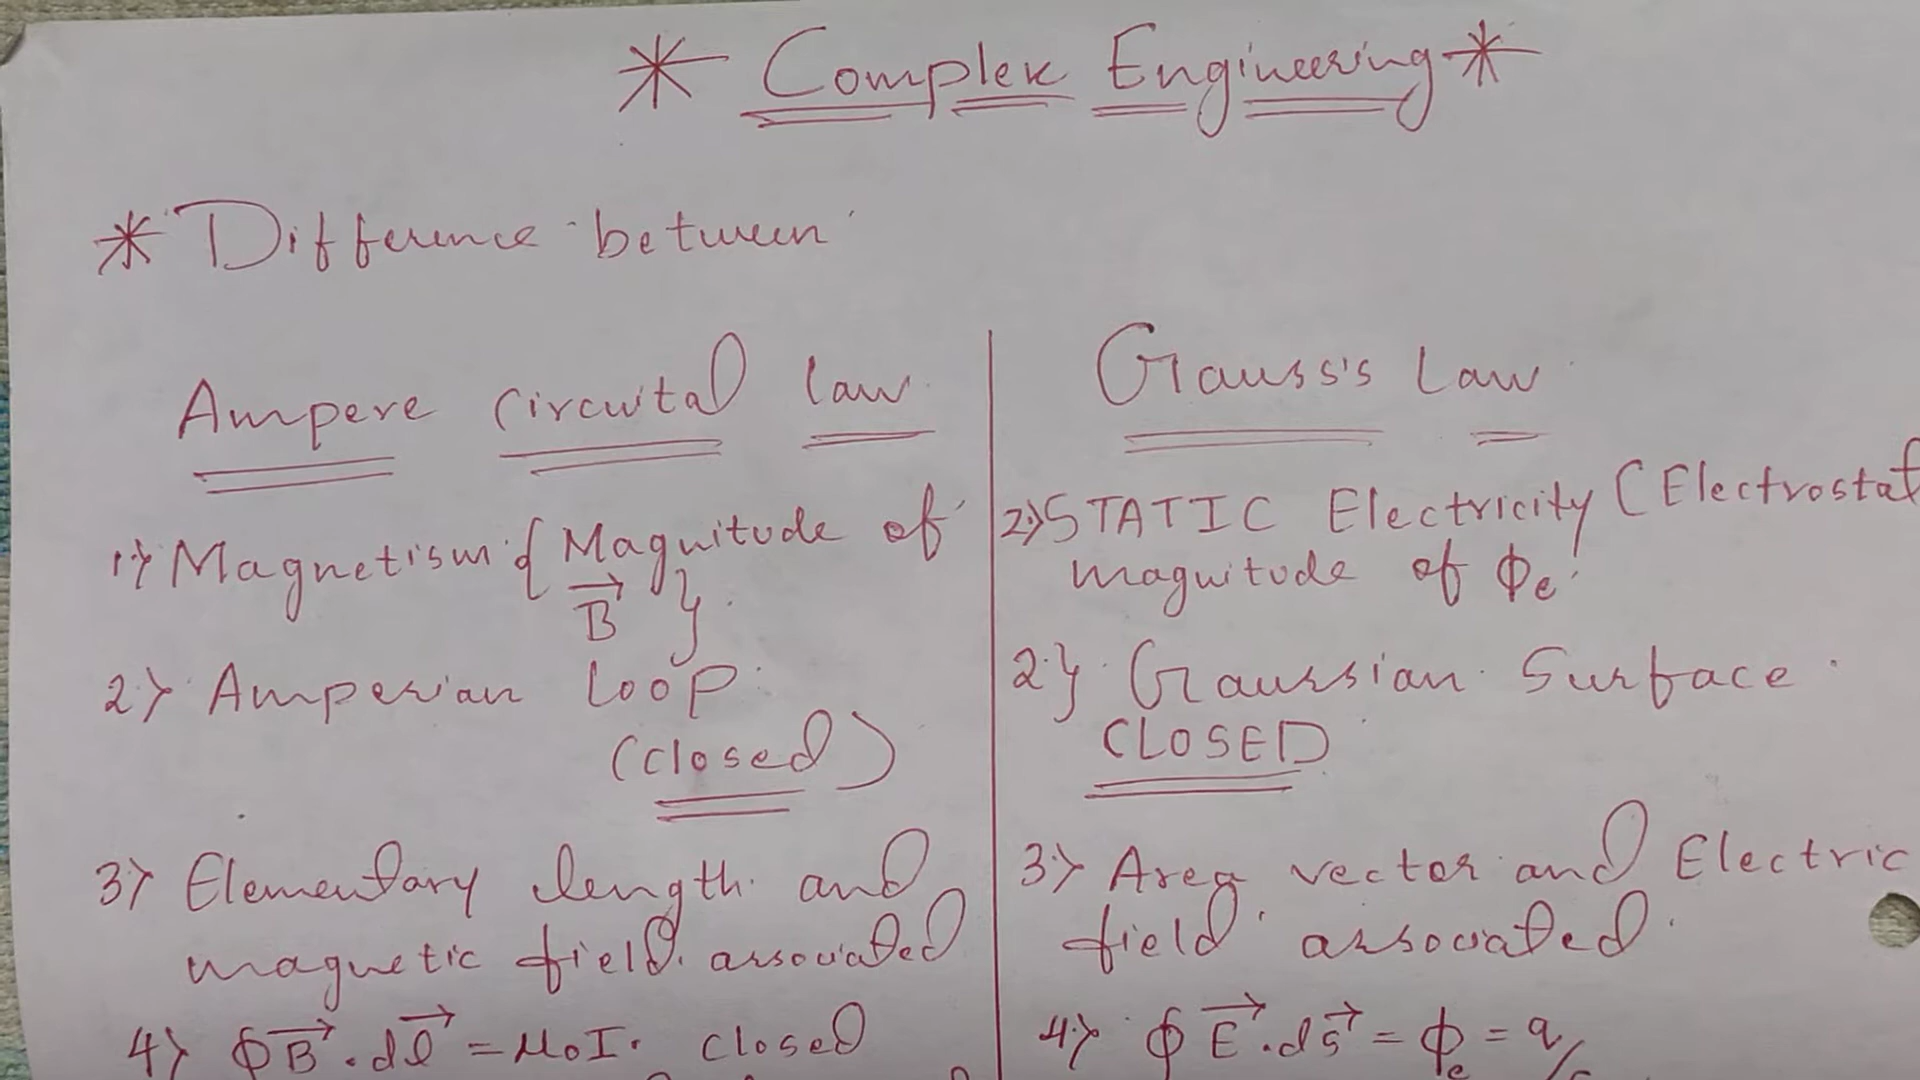 * Complex Engineering *
* Difference between
Ampere circuital law
1) Magnetism { Magnitude of
B⃗ }
2) Amperian loop
(closed)
3) Elementary length and
magnetic field associated
4) ∮B⃗.dl⃗ = μ₀I. closed
Gauss's Law
2) STATIC Electricity (Electrostat
magnitude of ϕe
2} Gaussian Surface
CLOSED
3) Area vector and Electric
field associated
4) ∮E⃗.ds⃗ = ϕe = q/